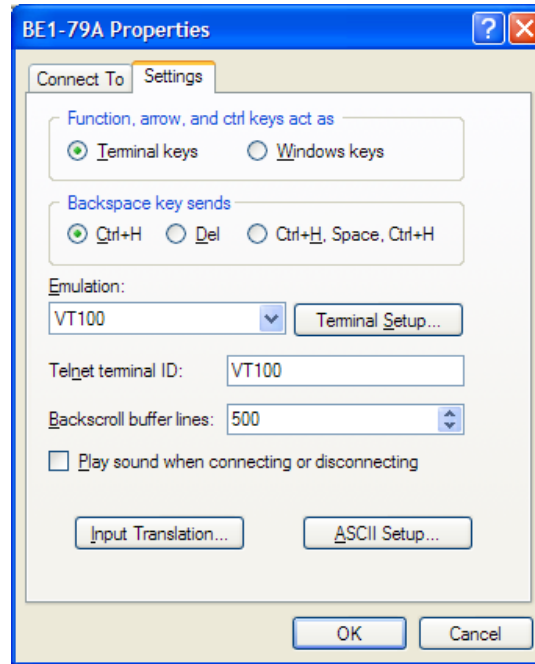 BE1-79A Properties
Connect To Settings
Function, arrow, and ctrl keys act as
Terminal keys Windows keys
Backspace key sends
Ctrl+H Del Ctrl+H, Space, Ctrl+H
Emulation:
VT100 Terminal Setup...
Telnet terminal ID: VT100
Backscroll buffer lines: 500
Play sound when connecting or disconnecting
Input Translation... ASCII Setup...
OK Cancel